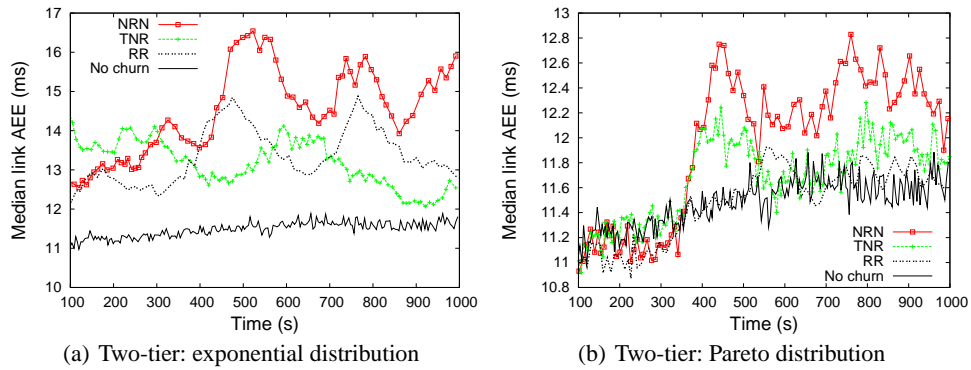 17
16
15
14
13
12
11
10
100 200 300 400 500 600 700 800 900 1000
Median link AEE (ms)
Time (s)
NRN
TNR
RR
No churn
(a) Two-tier: exponential distribution
13.0
12.8
12.6
12.4
12.2
12.0
11.8
11.6
11.4
11.2
11.0
10.8
100 200 300 400 500 600 700 800 900 1000
Median link AEE (ms)
Time (s)
NRN
TNR
RR
No churn
(b) Two-tier: Pareto distribution